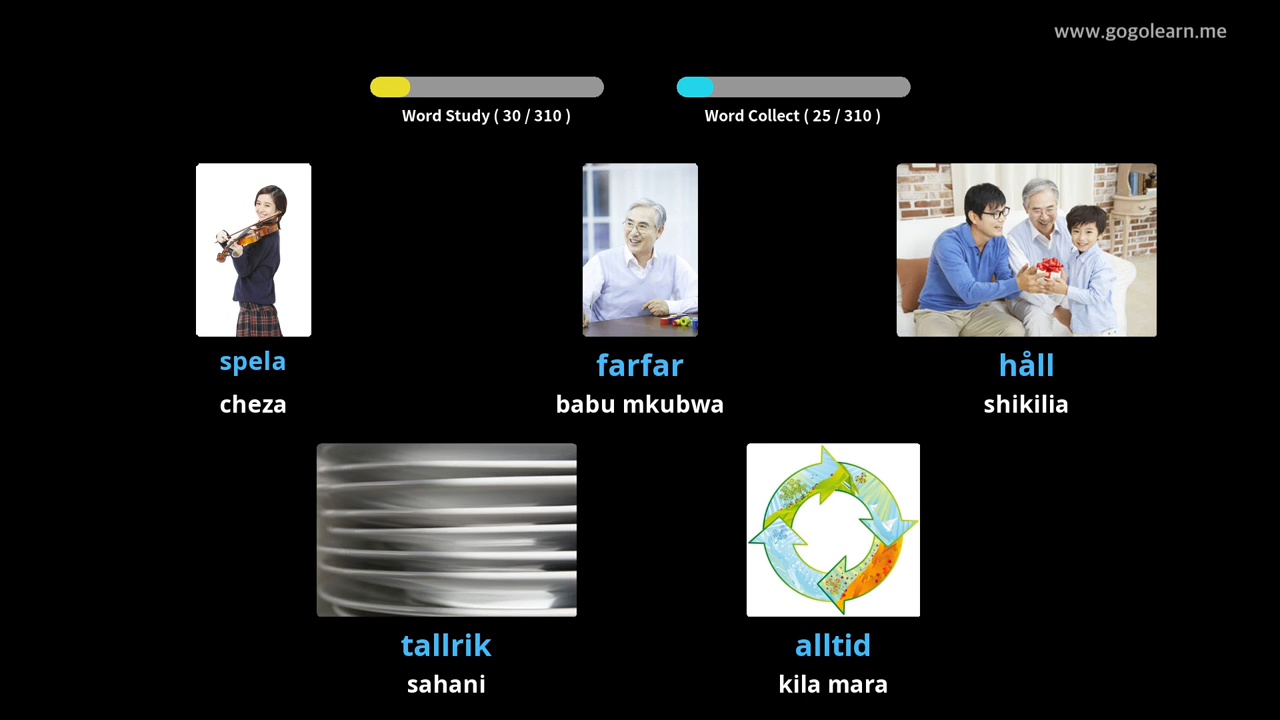 www.gogolearn.me
Word Study ( 30 / 310 )
Word Collect ( 25 / 310 )
spela
farfar
håll
cheza
babu mkubwa
shikilia
tallrik
alltid
sahani
kila mara